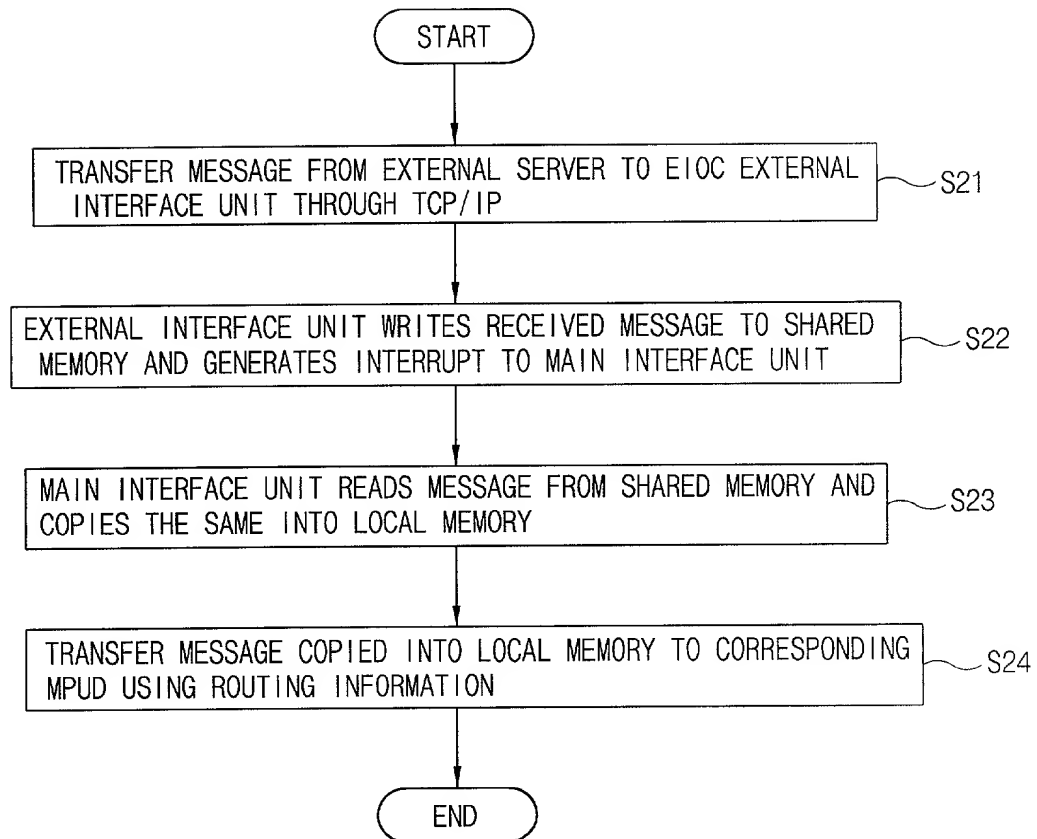 START
TRANSFER MESSAGE FROM EXTERNAL SERVER TO EIOC EXTERNAL
INTERFACE UNIT THROUGH TCP/IP
S21
EXTERNAL INTERFACE UNIT WRITES RECEIVED MESSAGE TO SHARED
MEMORY AND GENERATES INTERRUPT TO MAIN INTERFACE UNIT
S22
MAIN INTERFACE UNIT READS MESSAGE FROM SHARED MEMORY AND
COPIES THE SAME INTO LOCAL MEMORY
S23
TRANSFER MESSAGE COPIED INTO LOCAL MEMORY TO CORRESPONDING
MPUD USING ROUTING INFORMATION
S24
END